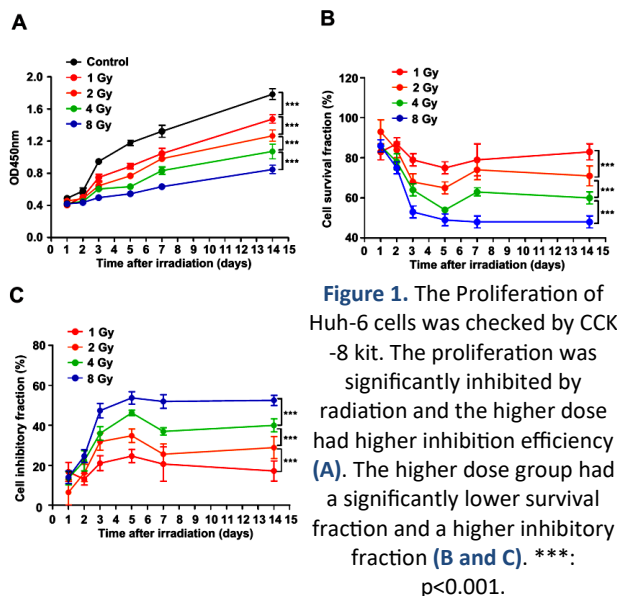 A
Control
1 Gy
2 Gy
4 Gy
8 Gy
OD450nm
2.0
1.6
1.2
0.8
0.4
0 1 2 3 4 5 6 7 8 9 10 11 12 13 14 15
Time after irradiation (days)
***
***
***
***
B
1 Gy
2 Gy
4 Gy
8 Gy
Cell survival fraction (%)
120
100
80
60
40
0 1 2 3 4 5 6 7 8 9 10 11 12 13 14 15
Time after irradiation (days)
***
***
***
C
1 Gy
2 Gy
4 Gy
8 Gy
Cell inhibitory fraction (%)
80
60
40
20
0
0 1 2 3 4 5 6 7 8 9 10 11 12 13 14 15
Time after irradiation (days)
***
***
***
Figure 1. The Proliferation of
Huh-6 cells was checked by CCK
-8 kit. The proliferation was
significantly inhibited by
radiation and the higher dose
had higher inhibition efficiency
(A). The higher dose group had
a significantly lower survival
fraction and a higher inhibitory
fraction (B and C). ***:
p<0.001.